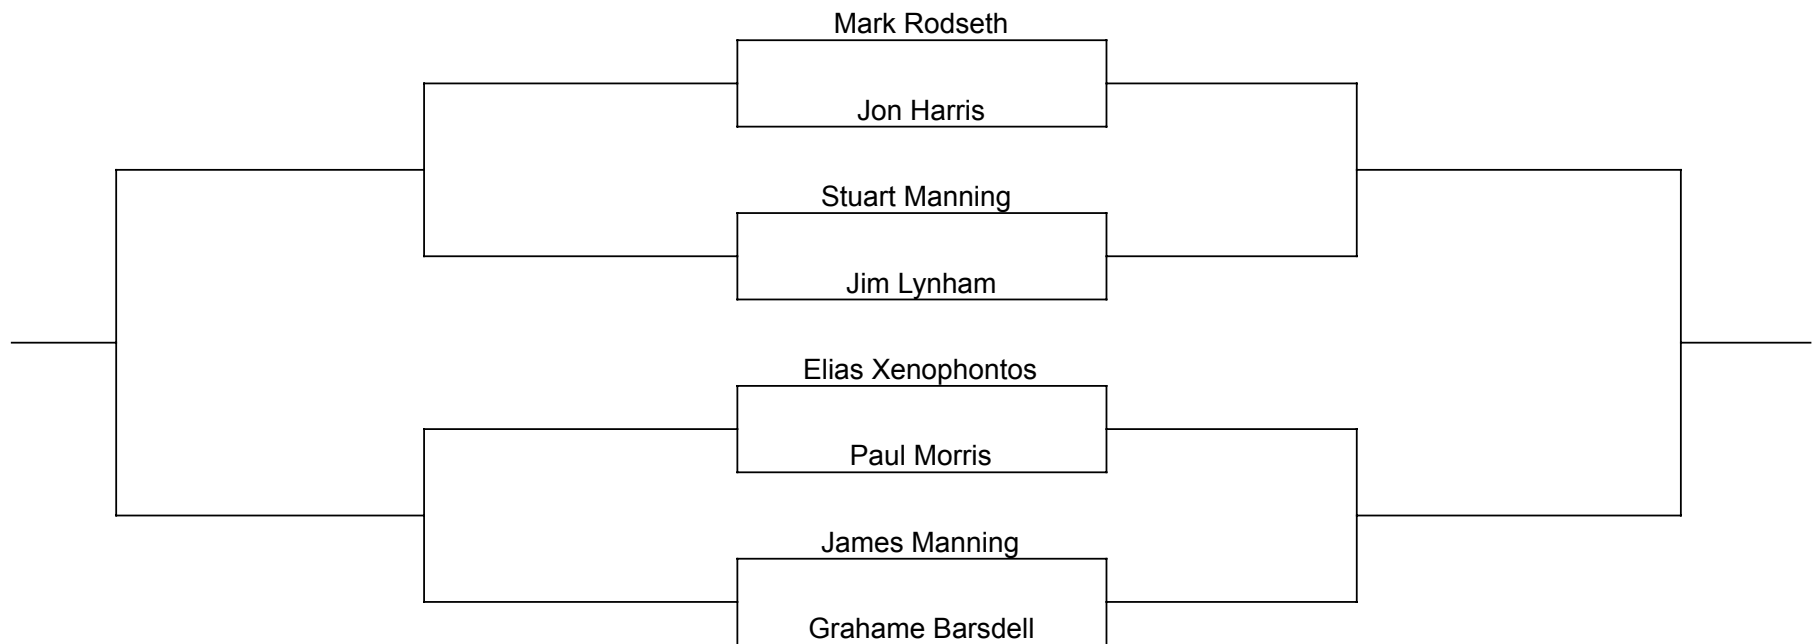 Mark Rodseth
Jon Harris
Stuart Manning
Jim Lynham
Elias Xenophontos
Paul Morris
James Manning
Grahame Barsdell